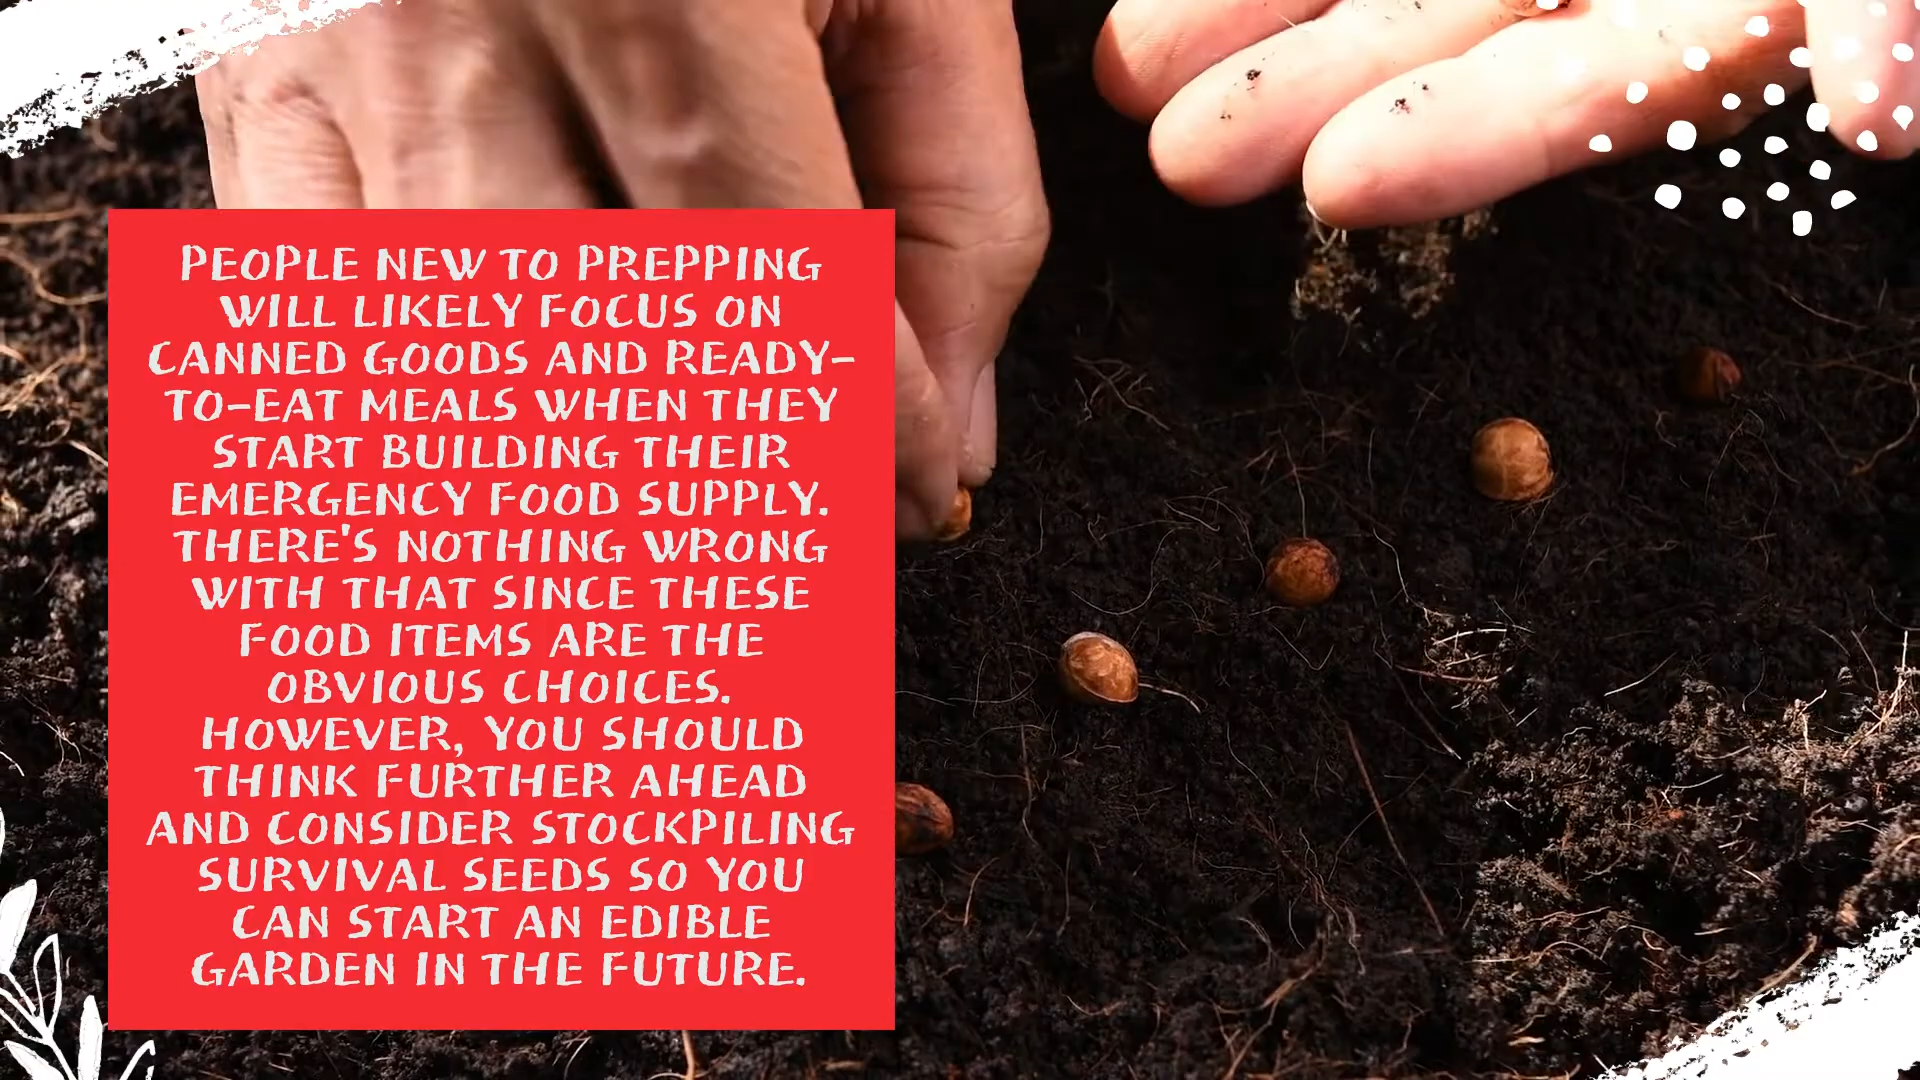 PEOPLE NEW TO PREPPING
WILL LIKELY FOCUS ON
CANNED GOODS AND READY-
TO-EAT MEALS WHEN THEY
START BUILDING THEIR
EMERGENCY FOOD SUPPLY.
THERE'S NOTHING WRONG
WITH THAT SINCE THESE
FOOD ITEMS ARE THE
OBVIOUS CHOICES.
HOWEVER, YOU SHOULD
THINK FURTHER AHEAD
AND CONSIDER STOCKPILING
SURVIVAL SEEDS SO YOU
CAN START AN EDIBLE
GARDEN IN THE FUTURE.